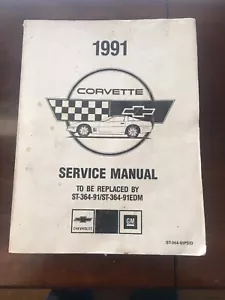 1991
CORVETTE
SERVICE MANUAL
TO BE REPLACED BY
ST-364-91/ST-364-91EDM
CHEVROLET
GM